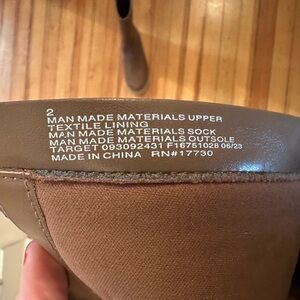 2
MAN MADE MATERIALS UPPER
TEXTILE LINING
MAN MADE MATERIALS SOCK
MAN MADE MATERIALS OUTSOLE
TARGET 093092431 F16751028 06/23
MADE IN CHINA RN#17730